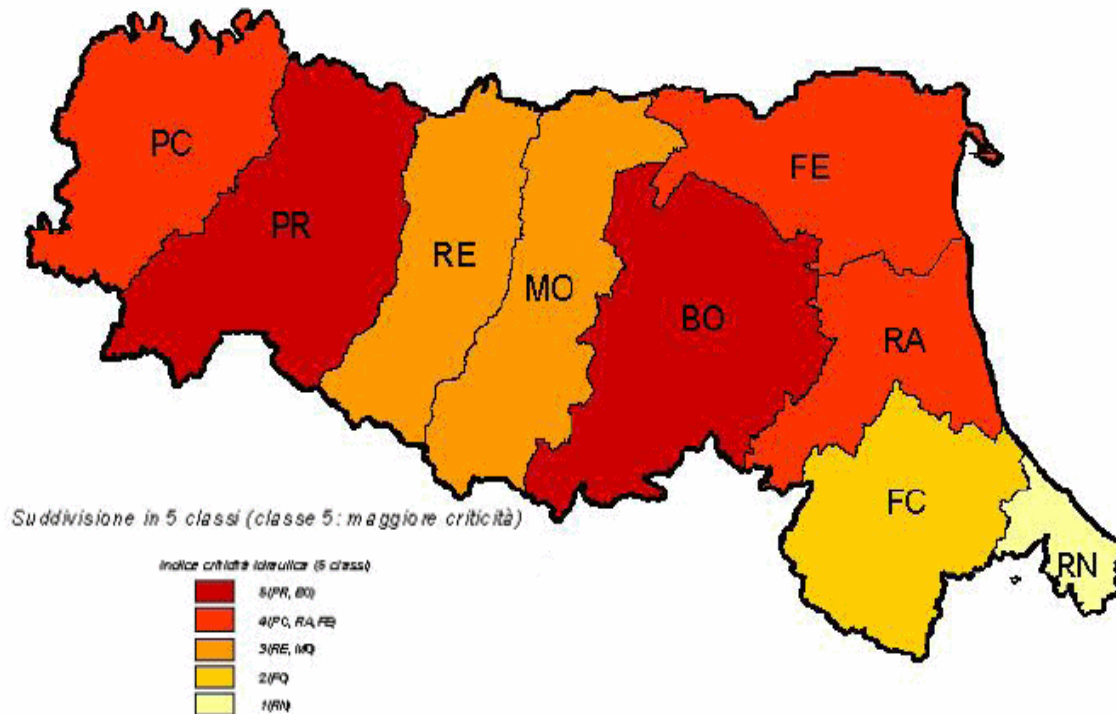 PC
FE
PR
RE
MO
BO
RA
FC
RN
Suddivisione in 5 classi (classe 5: maggiore criticità)
Indice criticità idraulica (5 classi)
5(PR, BO)
4(PC, RA, FE)
3(RE, MO)
2(FC)
1(RN)